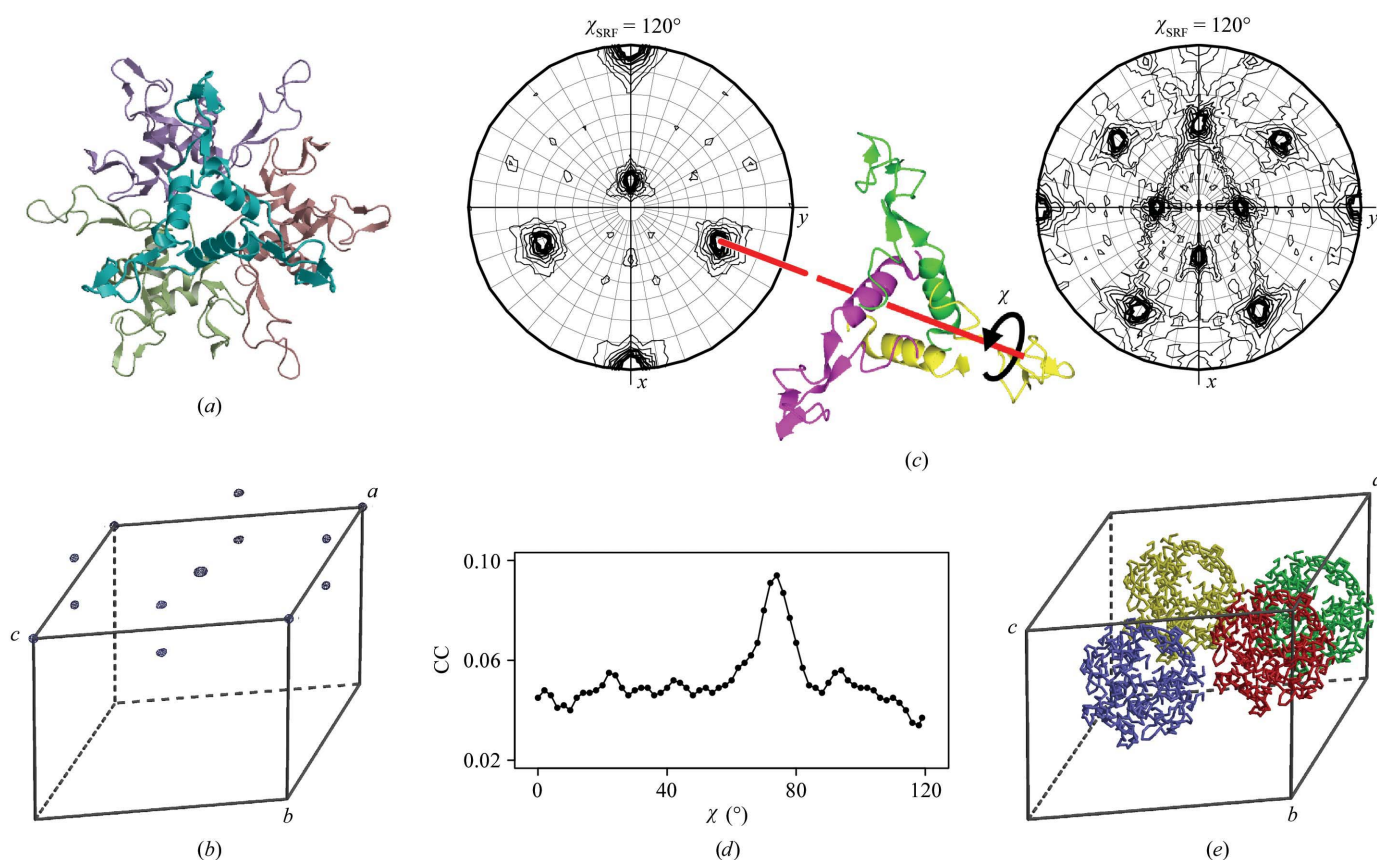 χSRF = 120°
χSRF = 120°
y
y
χ
x
x
(a)
(c)
a
c
b
(b)
0.10
0.06
0.02
CC
0
40
80
120
χ (°)
(d)
a
c
b
(e)